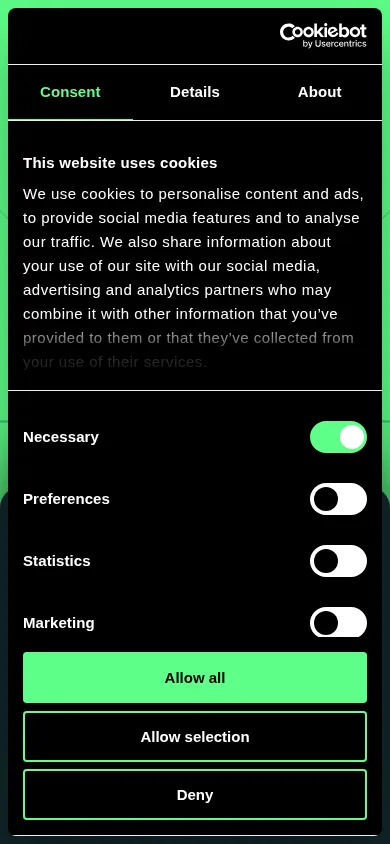 Cookiebot
by Usercentrics
Consent Details About
This website uses cookies
We use cookies to personalise content and ads,
to provide social media features and to analyse
our traffic. We also share information about
your use of our site with our social media,
advertising and analytics partners who may
combine it with other information that you’ve
provided to them or that they’ve collected from
your use of their services.
Necessary
Preferences
Statistics
Marketing
Allow all
Allow selection
Deny